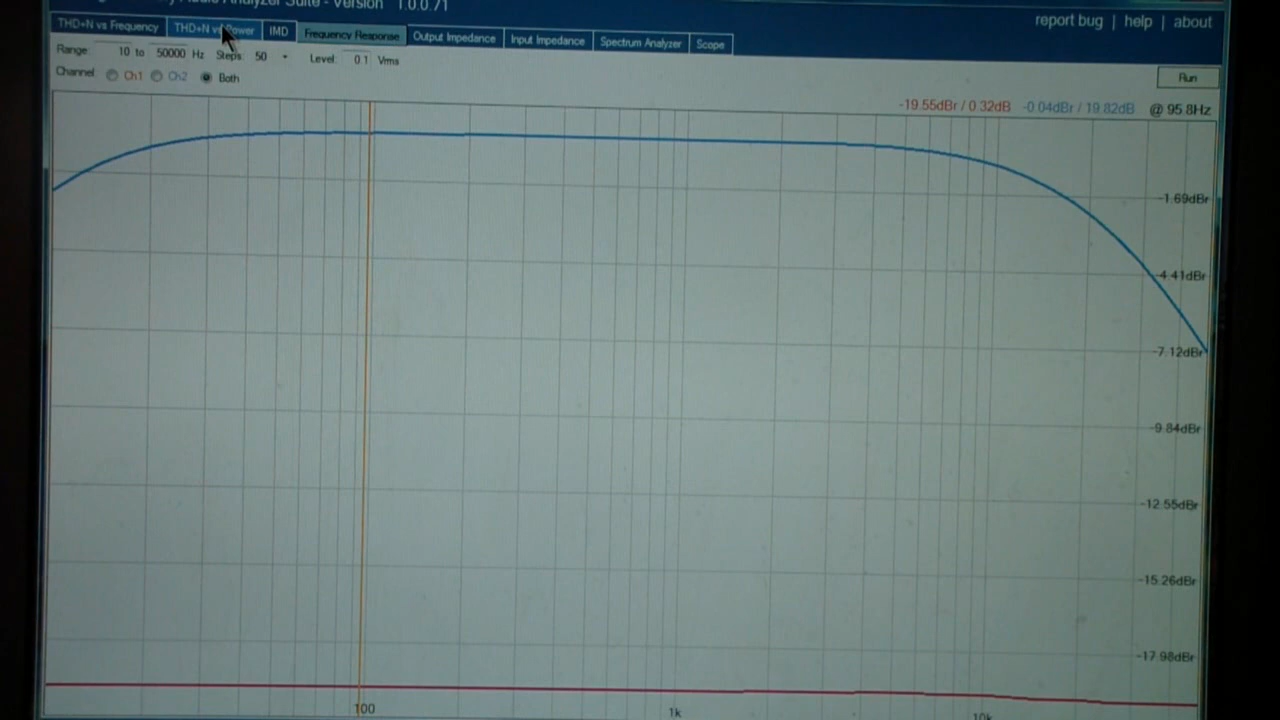 Analyzer Suite - Version 1.0.0.71
report bug | help | about
THD+N vs Frequency THD+N vs Power IMD Frequency Response Output Impedance Input Impedance Spectrum Analyzer Scope
Range: 10 to 50000 Hz Steps 50 Level: 0.1 Vrms
Channel: Ch1 Ch2 Both
Run
-19.55dBr / 0.32dB -0.04dBr / 19.82dB @ 95.8Hz
-1.69dBr
-4.41dBr
-7.12dBr
-9.84dBr
-12.55dBr
-15.26dBr
-17.98dBr
100 1k 10k